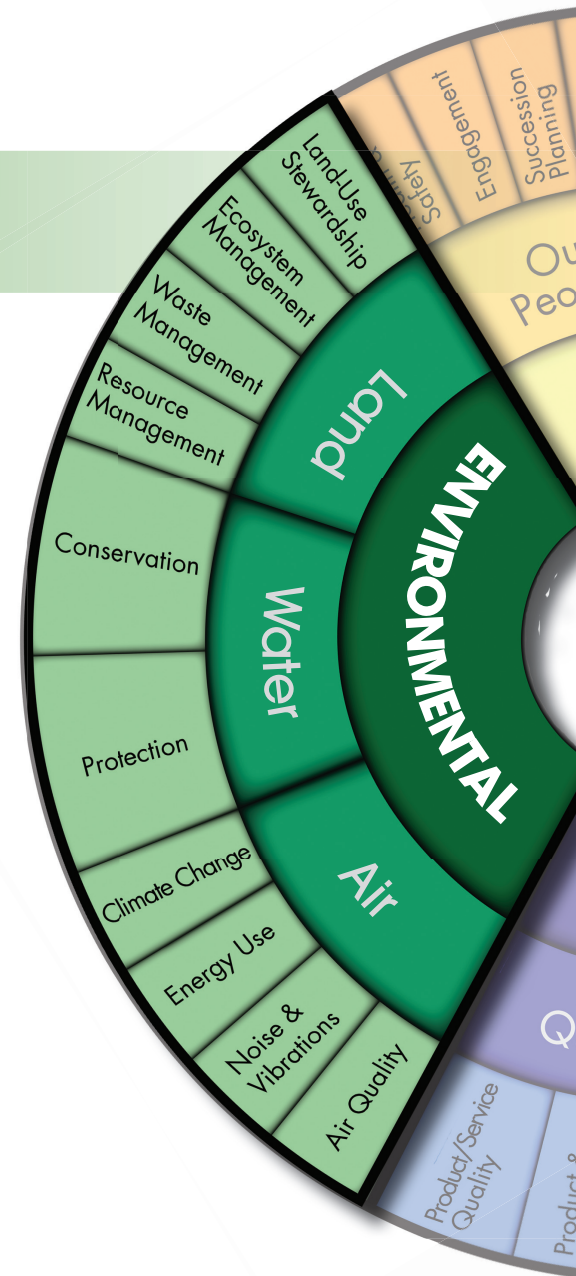 Land-Use
Stewardship
Ecosystem
Management
Waste
Management
Resource
Management
Conservation
Protection
Climate Change
Energy Use
Noise &
Vibrations
Air Quality
Land
Water
Air
ENVIRONMENTAL
Safety
Engagement
Succession
Planning
Product/Service
Quality
Product &